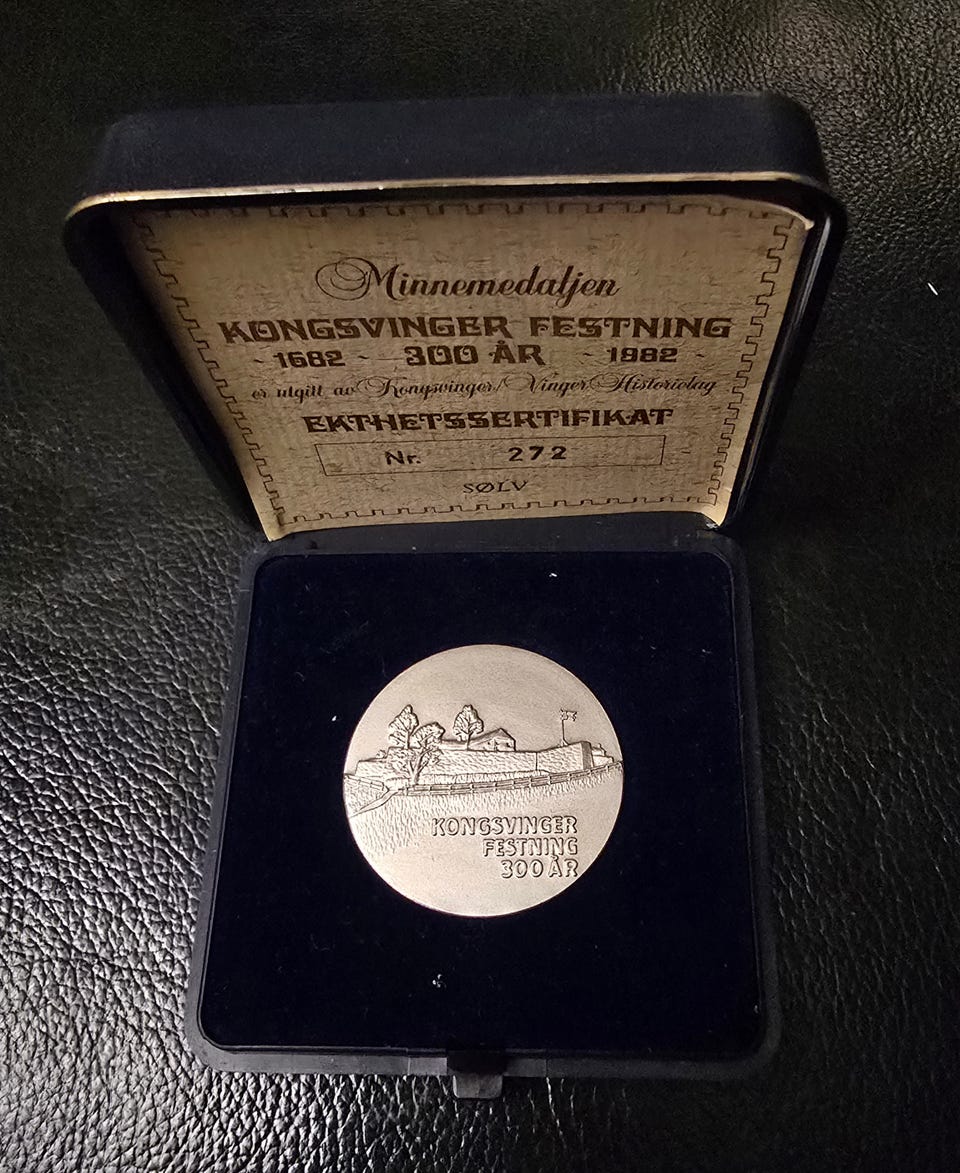 Minnemedaljen
KONGSVINGER FESTNING
- 1682 - 300 ÅR - 1982 -
er utgitt av Kongsvinger/Vinger Historielag
EKTHETSSERTIFIKAT
Nr. 272
SØLV
KONGSVINGER
FESTNING
300 ÅR